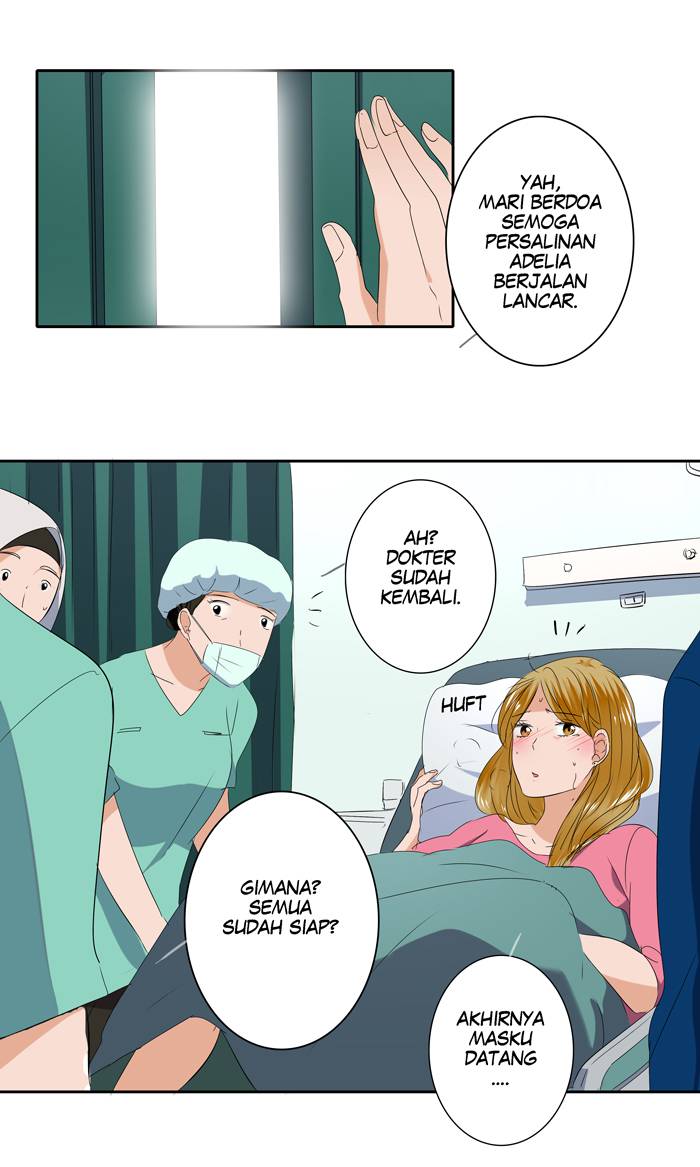 YAH,
MARI BERDOA
SEMOGA
PERSALINAN
ADELIA
BERJALAN
LANCAR.
AH?
DOKTER
SUDAH
KEMBALI.
HUFT
GIMANA?
SEMUA
SUDAH SIAP?
AKHIRNYA
MASKU
DATANG
....